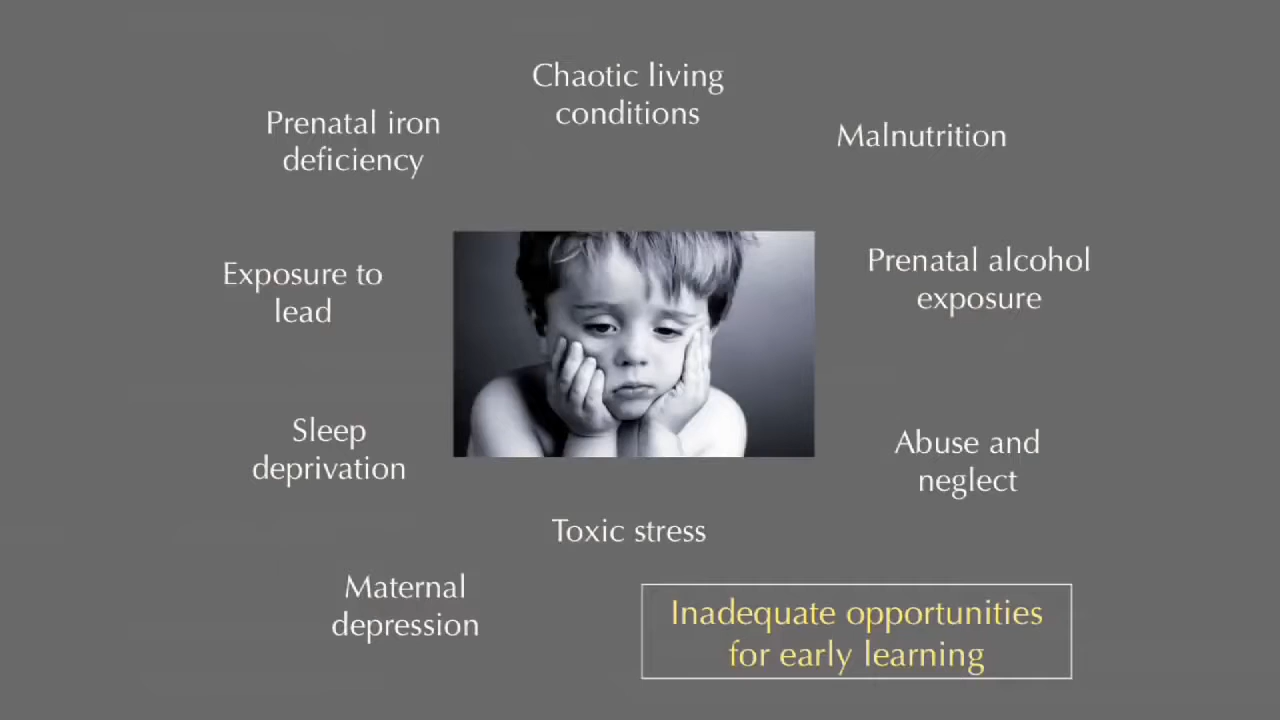 Chaotic living
conditions
Prenatal iron
deficiency
Malnutrition
Exposure to
lead
Prenatal alcohol
exposure
Sleep
deprivation
Abuse and
neglect
Toxic stress
Maternal
depression
Inadequate opportunities
for early learning